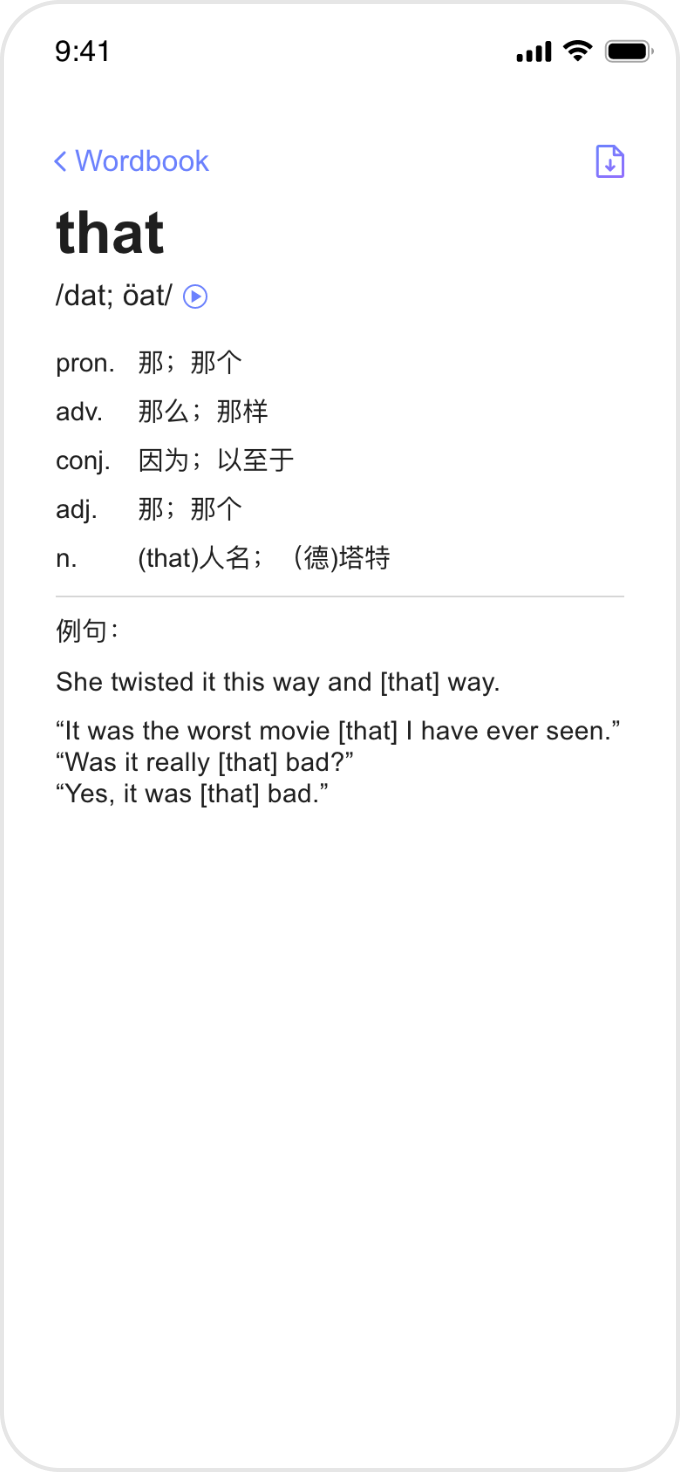 9:41
Wordbook
that
/dat; öat/
pron. 那；那个
adv. 那么；那样
conj. 因为；以至于
adj. 那；那个
n. (that)人名；（德)塔特
例句：
She twisted it this way and [that] way.
“It was the worst movie [that] I have ever seen.”
“Was it really [that] bad?”
“Yes, it was [that] bad.”